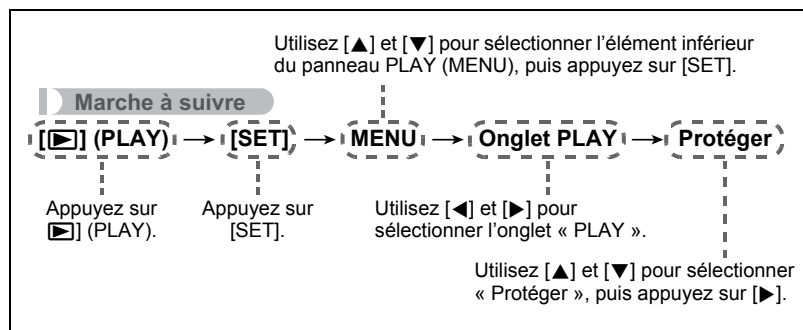 Utilisez [▲] et [▼] pour sélectionner l'élément inférieur
du panneau PLAY (MENU), puis appuyez sur [SET].
Marche à suivre
[▶] (PLAY) → [SET] → MENU → Onglet PLAY → Protéger
Appuyez sur
▶] (PLAY).
Appuyez sur
[SET].
Utilisez [◀] et [▶] pour
sélectionner l'onglet « PLAY ».
Utilisez [▲] et [▼] pour sélectionner
« Protéger », puis appuyez sur [▶].